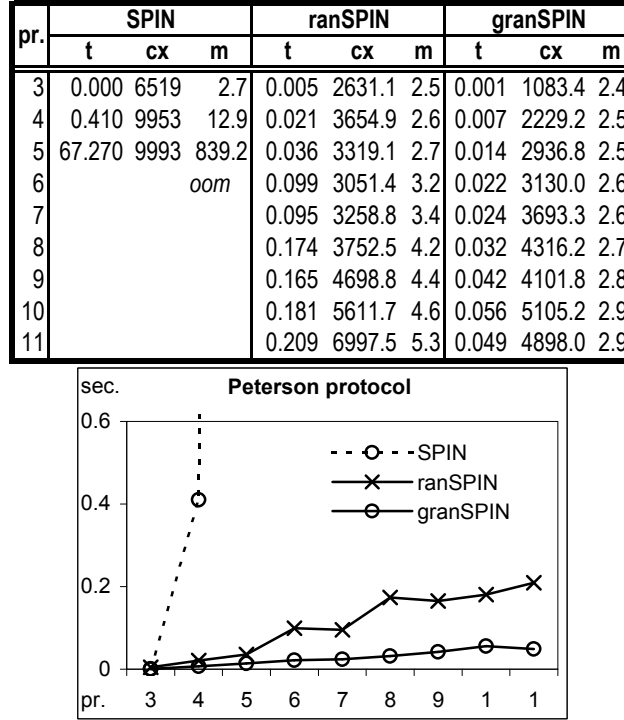 pr. SPIN ranSPIN granSPIN
t cx m t cx m t cx m
3 0.000 6519 2.7 0.005 2631.1 2.5 0.001 1083.4 2.4
4 0.410 9953 12.9 0.021 3654.9 2.6 0.007 2229.2 2.5
5 67.270 9993 839.2 0.036 3319.1 2.7 0.014 2936.8 2.5
6 oom 0.099 3051.4 3.2 0.022 3130.0 2.6
7 0.095 3258.8 3.4 0.024 3693.3 2.6
8 0.174 3752.5 4.2 0.032 4316.2 2.7
9 0.165 4698.8 4.4 0.042 4101.8 2.8
10 0.181 5611.7 4.6 0.056 5105.2 2.9
11 0.209 6997.5 5.3 0.049 4898.0 2.9
sec. Peterson protocol
0.6
SPIN
ranSPIN
granSPIN
0.4
0.2
0
pr. 3 4 5 6 7 8 9 1 1